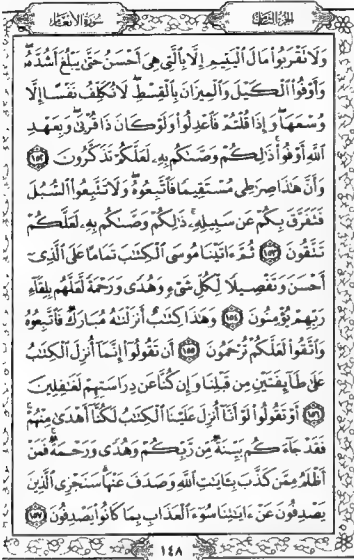 الجزء الثامن سورة الأنعام
وَلَا تَقْرَبُوا۟ مَالَ ٱلْيَتِيمِ إِلَّا بِٱلَّتِى هِىَ أَحْسَنُ حَتَّىٰ يَبْلُغَ أَشُدَّهُۥ
وَأَوْفُوا۟ ٱلْكَيْلَ وَٱلْمِيزَانَ بِٱلْقِسْطِ ۖ لَا نُكَلِّفُ نَفْسًا إِلَّا
وُسْعَهَا ۖ وَإِذَا قُلْتُمْ فَٱعْدِلُوا۟ وَلَوْ كَانَ ذَا قُرْبَىٰ ۖ وَبِعَهْدِ
ٱللَّهِ أَوْفُوا۟ ۚ ذَٰلِكُمْ وَصَّىٰكُم بِهِۦ لَعَلَّكُمْ تَذَكَّرُونَ ١٥٢
وَأَنَّ هَٰذَا صِرَٰطِى مُسْتَقِيمًا فَٱتَّبِعُوهُ ۖ وَلَا تَتَّبِعُوا۟ ٱلسُّبُلَ
فَتَفَرَّقَ بِكُمْ عَن سَبِيلِهِۦ ۚ ذَٰلِكُمْ وَصَّىٰكُم بِهِۦ لَعَلَّكُمْ
تَتَّقُونَ ١٥٣ ثُمَّ ءَاتَيْنَا مُوسَى ٱلْكِتَٰبَ تَمَامًا عَلَى ٱلَّذِىٓ
أَحْسَنَ وَتَفْصِيلًا لِّكُلِّ شَىْءٍ وَهُدًى وَرَحْمَةً لَّعَلَّهُم بِلِقَآءِ
رَبِّهِمْ يُؤْمِنُونَ ١٥٤ وَهَٰذَا كِتَٰبٌ أَنزَلْنَٰهُ مُبَارَكٌ فَٱتَّبِعُوهُ
وَٱتَّقُوا۟ لَعَلَّكُمْ تُرْحَمُونَ ١٥٥ أَن تَقُولُوٓا۟ إِنَّمَآ أُنزِلَ ٱلْكِتَٰبُ
عَلَىٰ طَآئِفَتَيْنِ مِن قَبْلِنَا وَإِن كُنَّا عَن دِرَاسَتِهِمْ لَغَٰفِلِينَ
١٥٦ أَوْ تَقُولُوا۟ لَوْ أَنَّآ أُنزِلَ عَلَيْنَا ٱلْكِتَٰبُ لَكُنَّآ أَهْدَىٰ مِنْهُمْ ۚ
فَقَدْ جَآءَكُم بَيِّنَةٌ مِّن رَّبِّكُمْ وَهُدًى وَرَحْمَةٌ ۚ فَمَنْ
أَظْلَمُ مِمَّن كَذَّبَ بِـَٔايَٰتِ ٱللَّهِ وَصَدَفَ عَنْهَا ۗ سَنَجْزِى ٱلَّذِينَ
يَصْدِفُونَ عَنْ ءَايَٰتِنَا سُوٓءَ ٱلْعَذَابِ بِمَا كَانُوا۟ يَصْدِفُونَ ١٥٧
١٤٨